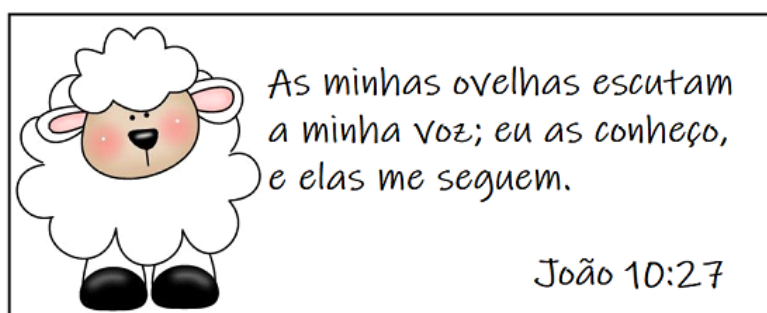 As minhas ovelhas escutam
a minha voz; eu as conheço,
e elas me seguem.
João 10:27